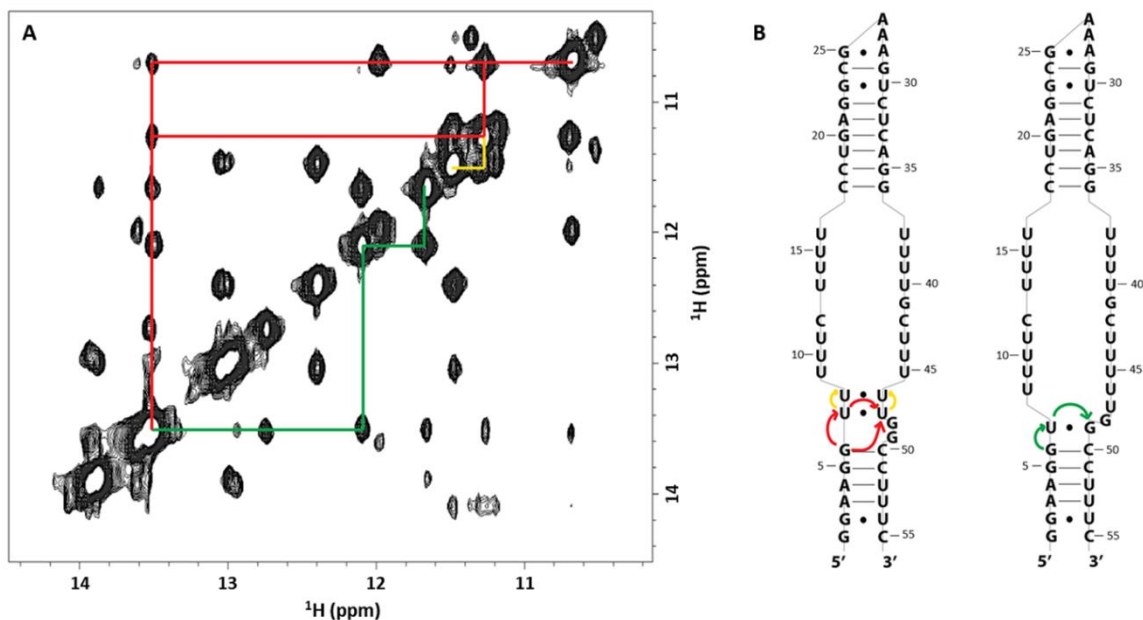 A
11
12
13
14
¹H (ppm)
14
13
12
11
¹H (ppm)
B
A
A
25 G • A
C G
G • U 30
G C
A U
20 G C
U A
C G 35
C G
U U
15 U U
U U
U U 40
G
C C
U U
10 U U
U U 45
U • U
U • U
G
G
G C 50
5 G C
A U
A U
G • U
G C 55
5′ 3′
A
A
25 G • A
C G
G • U 30
G C
A U
20 G C
U A
C G 35
C G
U U
15 U U
U U
U U 40
G
C C
U U
10 U U
U U 45
U U
U
G
U • G
G C 50
5 G C
A U
A U
G • U
G C 55
5′ 3′